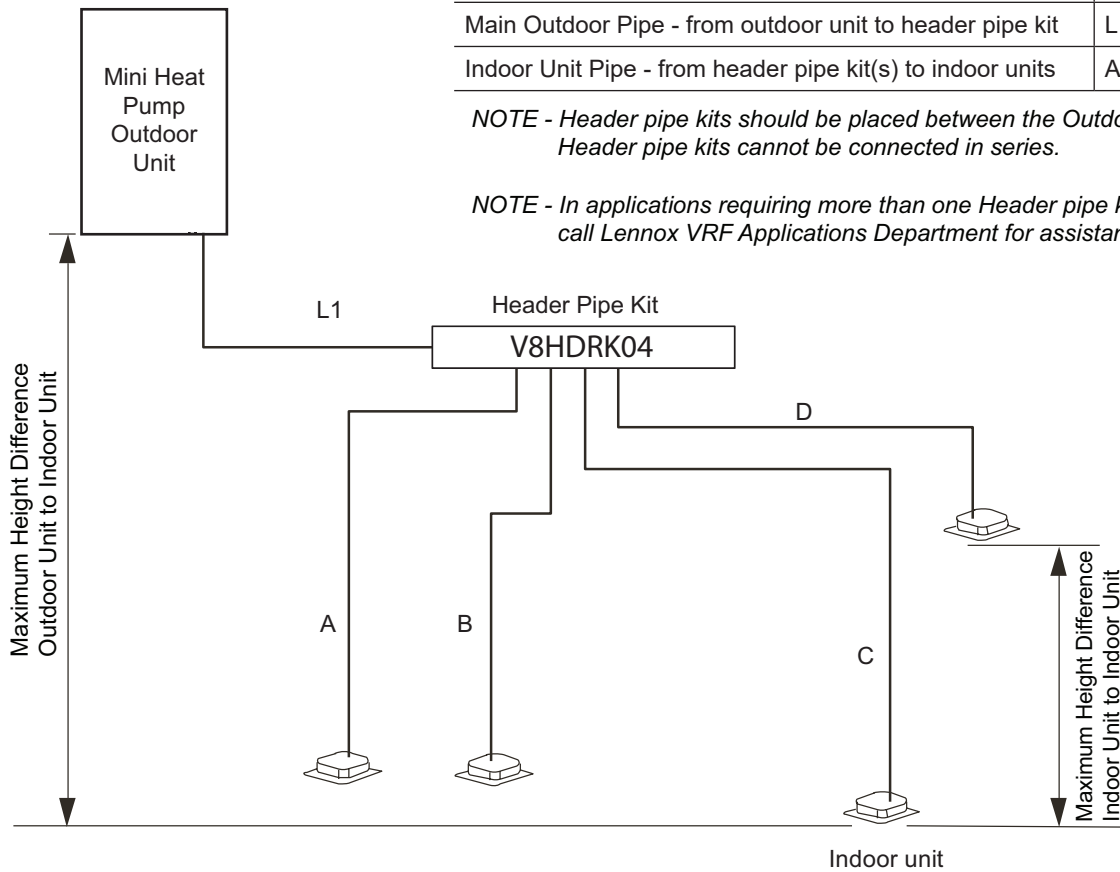 Main Outdoor Pipe - from outdoor unit to header pipe kit L
Indoor Unit Pipe - from header pipe kit(s) to indoor units A
NOTE - Header pipe kits should be placed between the
Header pipe kits cannot be connected in series.
NOTE - In applications requiring more than one Header pipe
call Lennox VRF Applications Department for
Mini Heat
Pump
Outdoor
Unit
L1
Header Pipe Kit
V8HDRK04
D
Maximum Height Difference
Outdoor Unit to Indoor Unit
A
B
C
Maximum Height Difference
Indoor Unit to Indoor Unit
Indoor unit